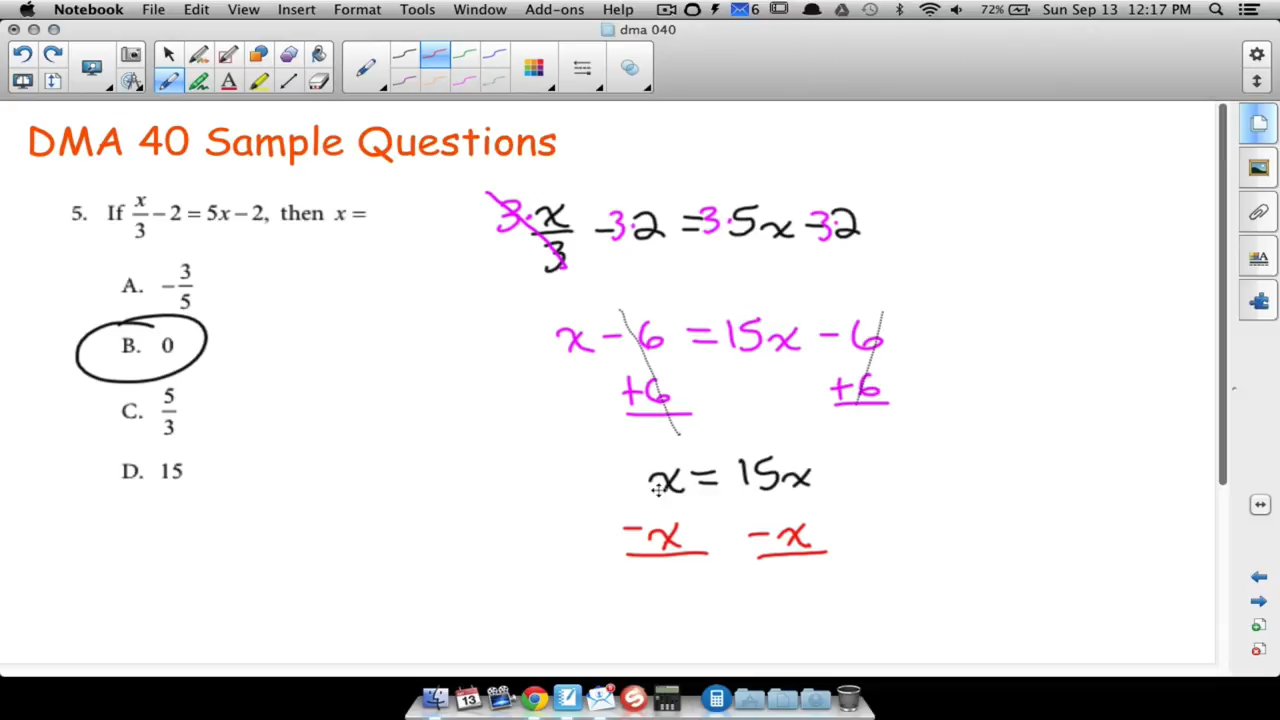 Notebook File Edit View Insert Format Tools Window Add-ons Help 6 72% Sun Sep 13 12:17 PM
dma 040
DMA 40 Sample Questions
5. If x/3 − 2 = 5x − 2, then x =
A. −3/5
B. 0
C. 5/3
D. 15
3· x/3 − 3·2 = 3·5x − 3·2
x − 6 = 15x − 6
+6 +6
x = 15x
−x −x
13